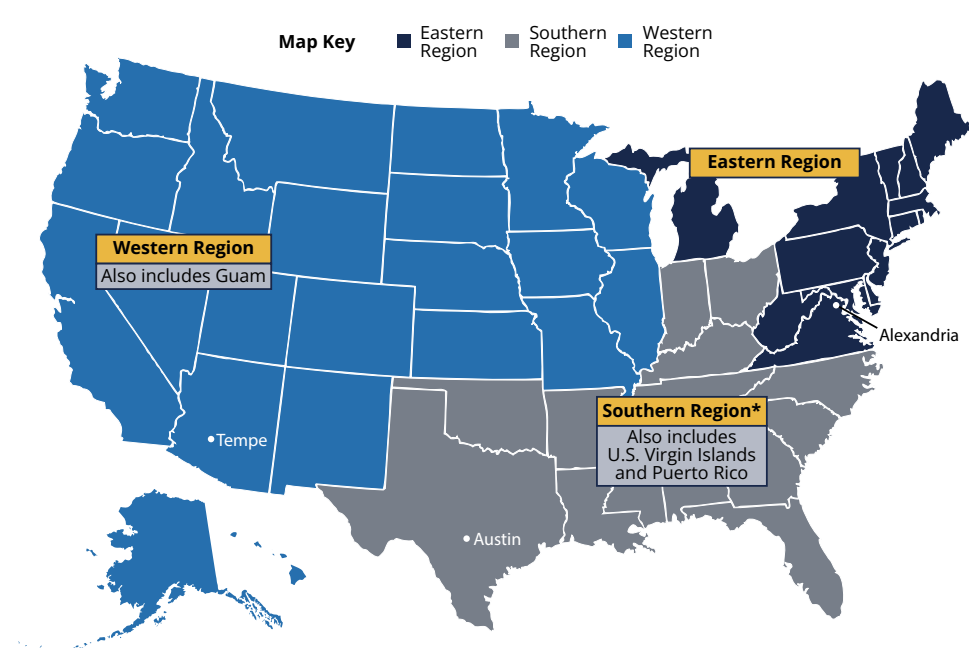 Map Key
Eastern
Region
Southern
Region
Western
Region
Eastern Region
Western Region
Also includes Guam
Alexandria
Southern Region*
Also includes
U.S. Virgin Islands
and Puerto Rico
Tempe
Austin